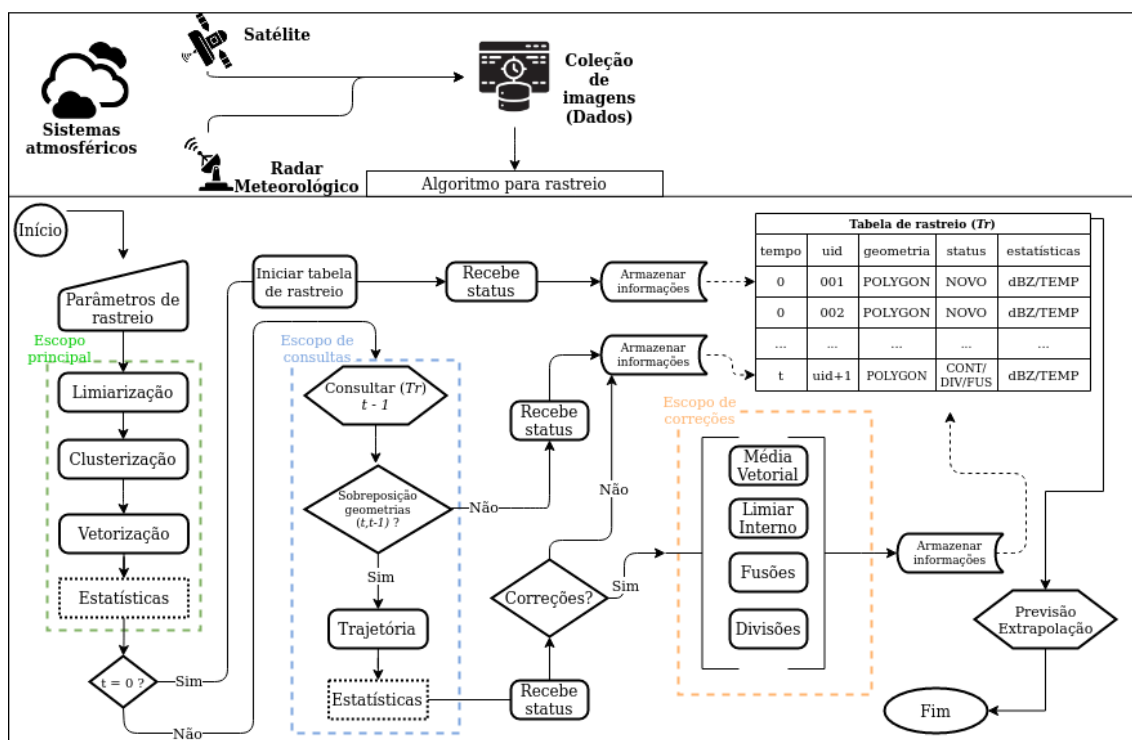 Satélite
Sistemas
atmosféricos
Coleção
de
imagens
(Dados)
Radar
Meteorológico
Algoritmo para rastreio
Início
Parâmetros de
rastreio
Escopo
principal
Limiarização
Clusterização
Vetorização
Estatísticas
t = 0 ?
Sim
Não
Iniciar tabela
de rastreio
Recebe
status
Armazenar
informações
Escopo de
consultas
Consultar (Tr)
t - 1
Sobreposição
geometrias
(t,t-1) ?
Não
Sim
Trajetória
Estatísticas
Recebe
status
Recebe
status
Armazenar
informações
Correções?
Não
Sim
Escopo de
correções
Média
Vetorial
Limiar
Interno
Fusões
Divisões
Armazenar
informações
Tabela de rastreio (Tr)
tempo uid geometria status estatísticas
0 001 POLYGON NOVO dBZ/TEMP
0 002 POLYGON NOVO dBZ/TEMP
... ... ... ... ...
t uid+1 POLYGON CONT/
DIV/FUS dBZ/TEMP
Previsão
Extrapolação
Fim